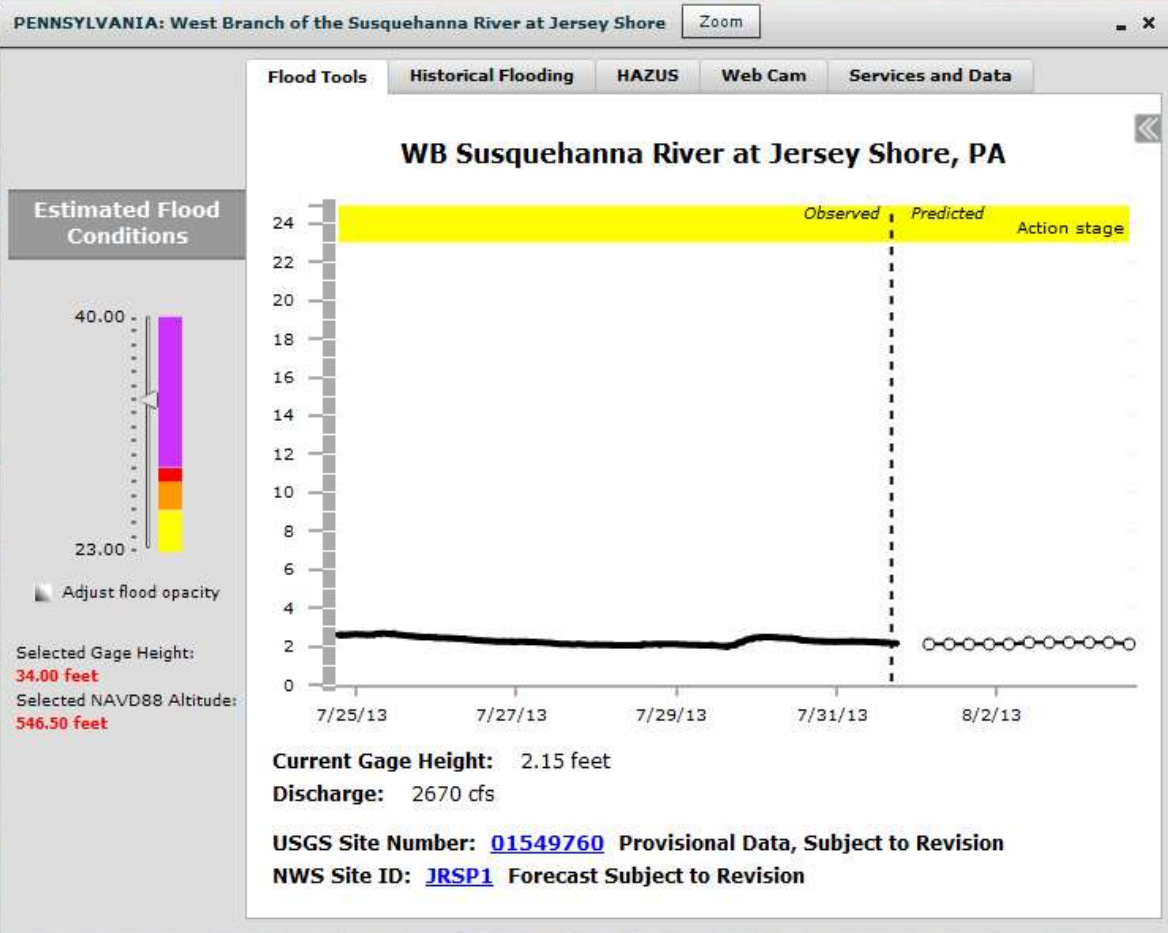 PENNSYLVANIA: West Branch of the Susquehanna River at Jersey Shore
Zoom
Flood Tools
Historical Flooding
HAZUS
Web Cam
Services and Data
WB Susquehanna River at Jersey Shore, PA
Estimated Flood
Conditions
40.00
23.00
Adjust flood opacity
Selected Gage Height:
34.00 feet
Selected NAVD88 Altitude:
546.50 feet
Observed
Predicted
Action stage
24
22
20
18
16
14
12
10
8
6
4
2
0
7/25/13
7/27/13
7/29/13
7/31/13
8/2/13
Current Gage Height: 2.15 feet
Discharge: 2670 cfs
USGS Site Number: 01549760 Provisional Data, Subject to Revision
NWS Site ID: JRSP1 Forecast Subject to Revision